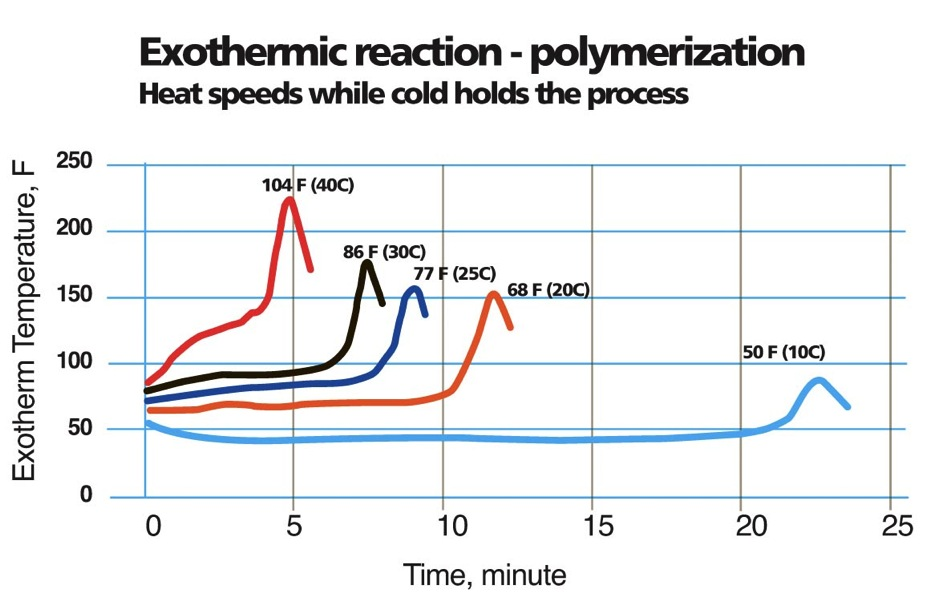 Exothermic reaction - polymerization
Heat speeds while cold holds the process
Exotherm Temperature, F
250
200
150
100
50
0
104 F (40C)
86 F (30C)
77 F (25C)
68 F (20C)
50 F (10C)
0 5 10 15 20 25
Time, minute